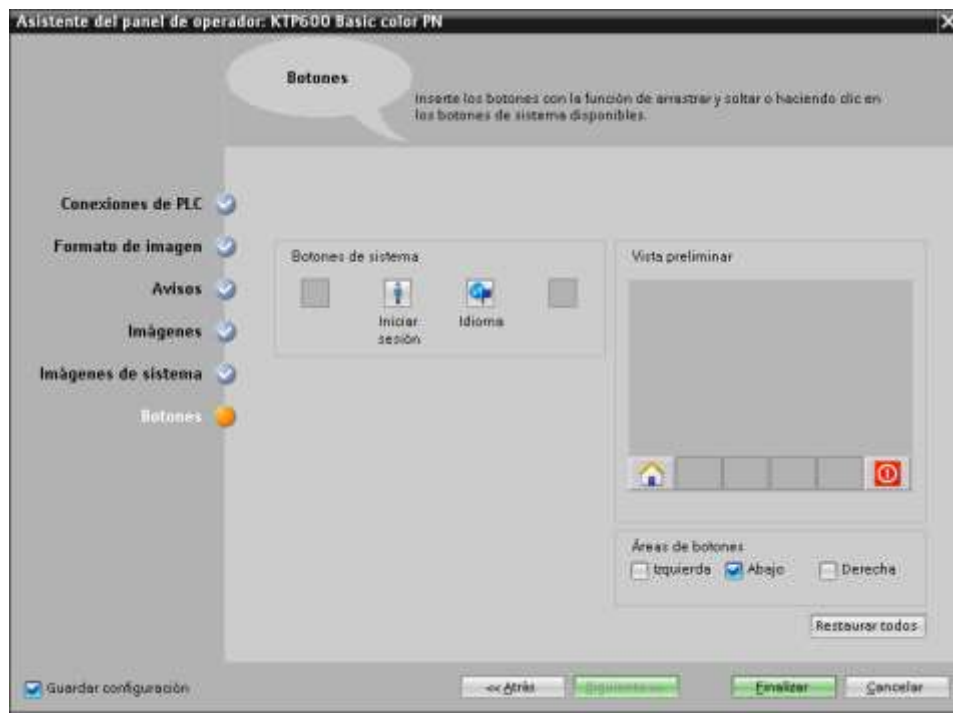 Asistente del panel de operador: KTP600 Basic color PN
Botones
Inserte los botones con la función de arrastrar y soltar o haciendo clic en
los botones de sistema disponibles.
Conexiones de PLC
Formato de imagen
Avisos
Imágenes
Imágenes de sistema
Botones
Botones de sistema
Iniciar
sesión
Idioma
Vista preliminar
Áreas de botones
Izquierda
Abajo
Derecha
Restaurar todos
Guardar configuración
<< Atrás
Siguiente >>
Finalizar
Cancelar